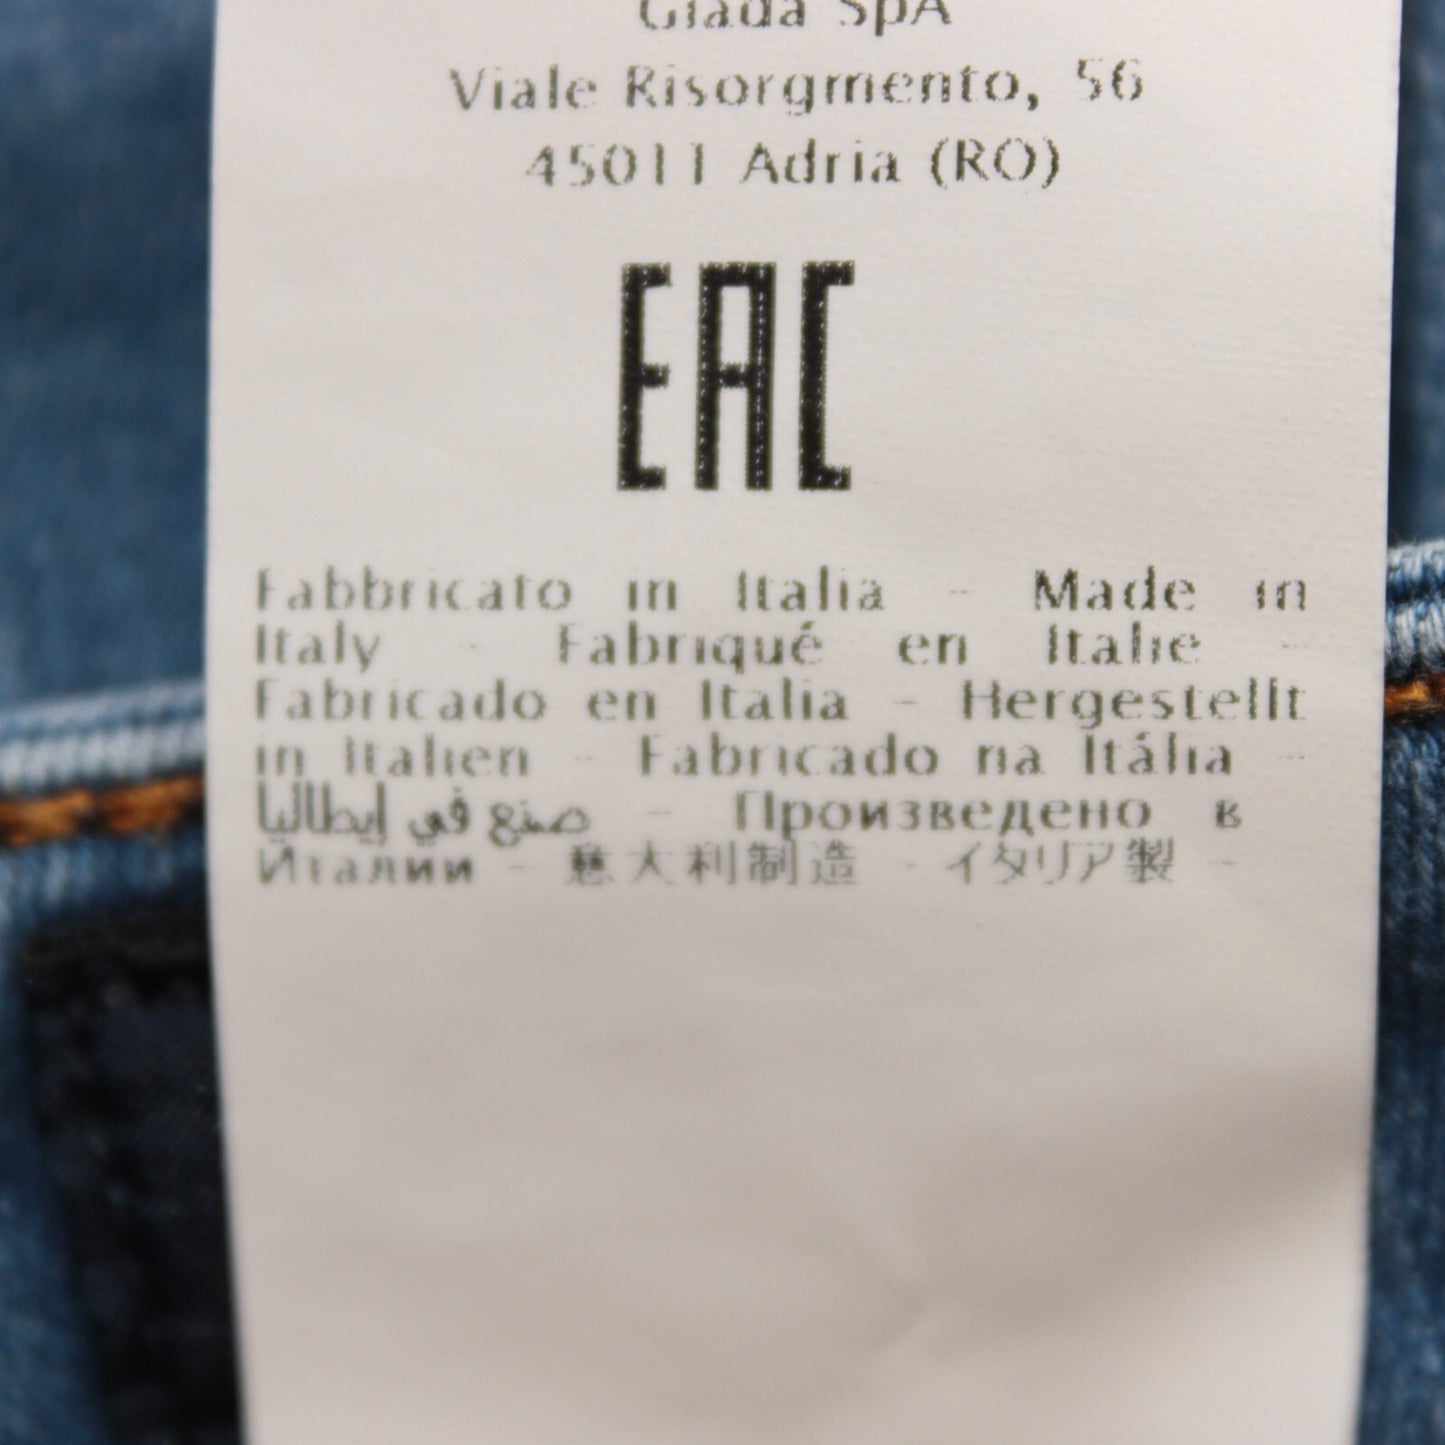 Giada SpA
Viale Risorgmento, 56
45011 Adria (RO)
EAC
Fabbricato in Italia - Made in
Italy - Fabriqué en Italie -
Fabricado en Italia - Hergestellt
in Italien - Fabricado na Itália -
صنع في إيطاليا - Произведено в
Италии - 意大利制造 - イタリア製 -